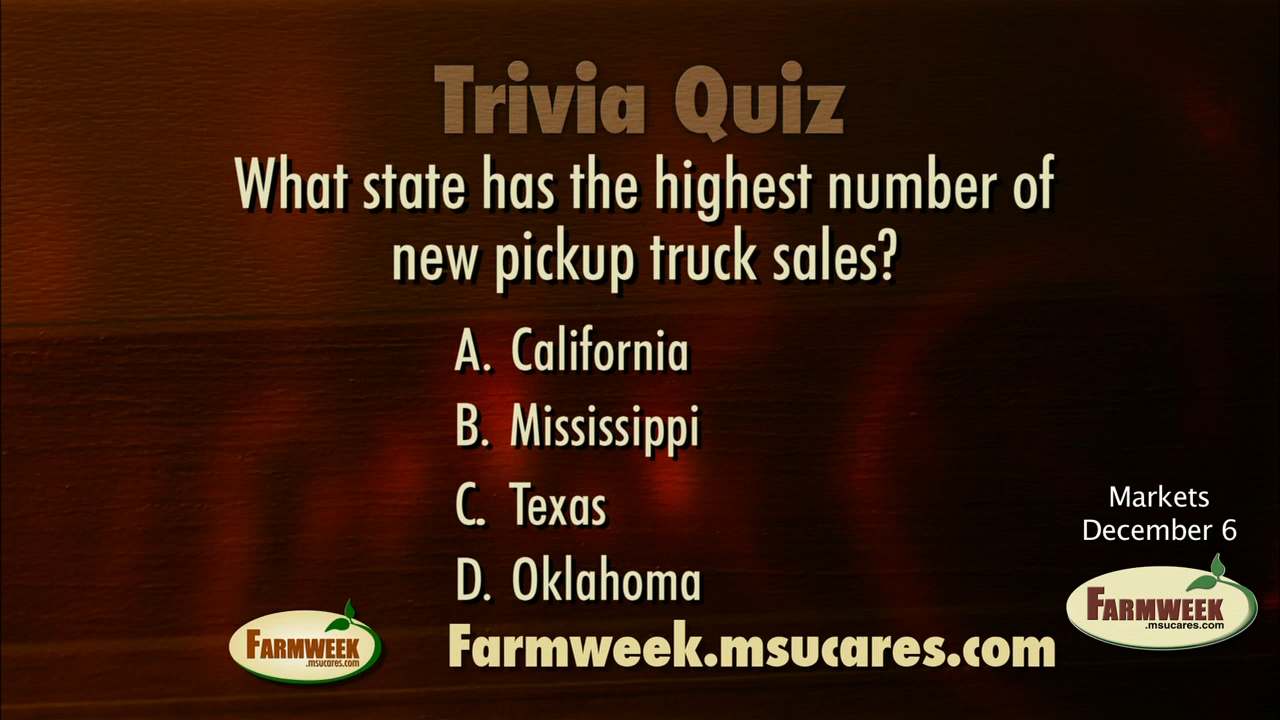 Trivia Quiz
What state has the highest number of
new pickup truck sales?
A. California
B. Mississippi
C. Texas
D. Oklahoma
Markets
December 6
FARMWEEK
.msucares.com
FARMWEEK
.msucares.com
Farmweek.msucares.com